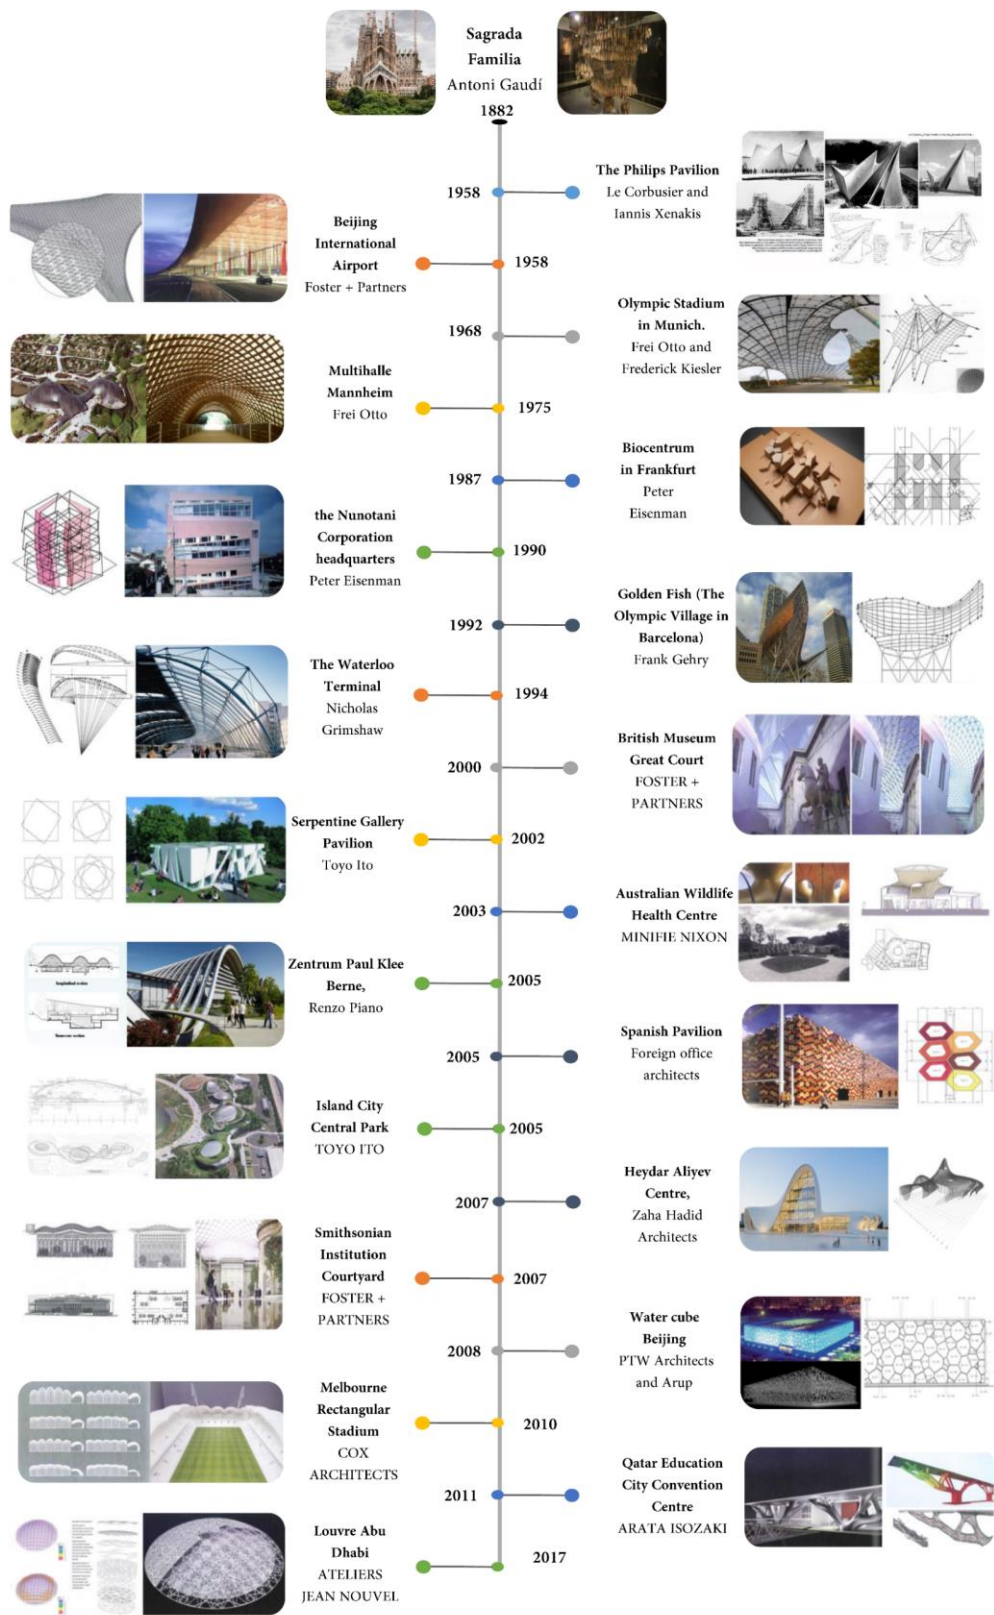 Sagrada
Familia
Antoni Gaudí
1882
The Philips Pavilion
Le Corbusier and
Iannis Xenakis
1958
Beijing
International
Airport
Foster + Partners
1958
Olympic Stadium
in Munich.
Frei Otto and
Frederick Kiesler
1968
Multihalle
Mannheim
Frei Otto
1975
Biocentrum
in Frankfurt
Peter
Eisenman
1987
the Nunotani
Corporation
headquarters
Peter Eisenman
1990
Golden Fish (The
Olympic Village in
Barcelona)
Frank Gehry
1992
The Waterloo
Terminal
Nicholas
Grimshaw
1994
British Museum
Great Court
FOSTER +
PARTNERS
2000
Serpentine Gallery
Pavilion
Toyo Ito
2002
Australian Wildlife
Health Centre
MINIFIE NIXON
2003
Zentrum Paul Klee
Berne,
Renzo Piano
2005
Spanish Pavilion
Foreign office
architects
2005
Island City
Central Park
TOYO ITO
2005
Heydar Aliyev
Centre,
Zaha Hadid
Architects
2007
Smithsonian
Institution
Courtyard
FOSTER +
PARTNERS
2007
Water cube
Beijing
PTW Architects
and Arup
2008
Melbourne
Rectangular
Stadium
COX
ARCHITECTS
2010
Qatar Education
City Convention
Centre
ARATA ISOZAKI
2011
Louvre Abu
Dhabi
ATELIERS
JEAN NOUVEL
2017